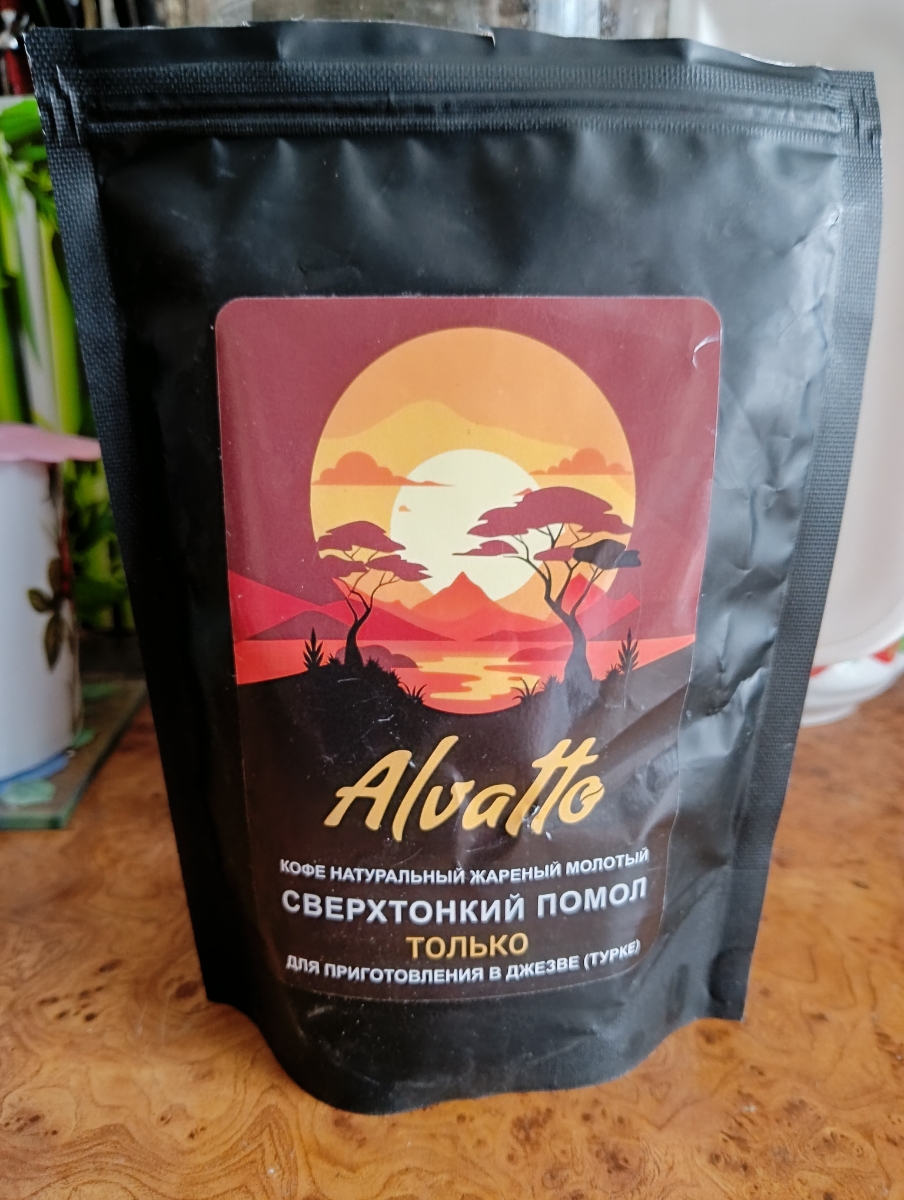 Alvatto
КОФЕ НАТУРАЛЬНЫЙ ЖАРЕНЫЙ МОЛОТЫЙ
СВЕРХТОНКИЙ ПОМОЛ
ТОЛЬКО
ДЛЯ ПРИГОТОВЛЕНИЯ В ДЖЕЗВЕ (ТУРКЕ)